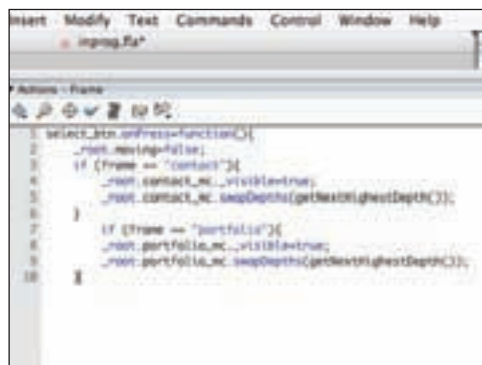 Insert Modify Text Commands Control Window Help
inprog.fla*
Actions - Frame
1 select_btn.onPress=function(){
2 _root.moving=false;
3 if (frame == "contact"){
4 _root.contact_mc._visible=true;
5 _root.contact_mc.swapDepths(getNextHighestDepth());
6 }
7 if (frame == "portfolio"){
8 _root.portfolio_mc._visible=true;
9 _root.portfolio_mc.swapDepths(getNextHighestDepth());
10 }